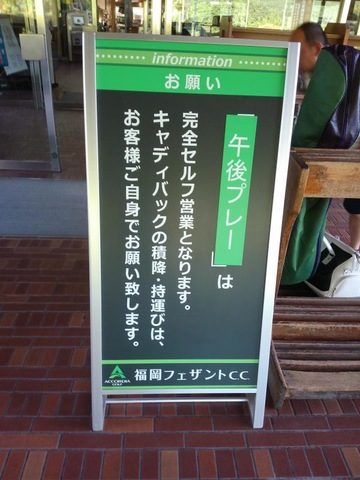 information
お願い
「午後プレー」は
完全セルフ営業となります。
キャディバックの積降・持運びは、
お客様ご自身でお願い致します。
ACCORDIA
GOLF
福岡フェザントC.C.